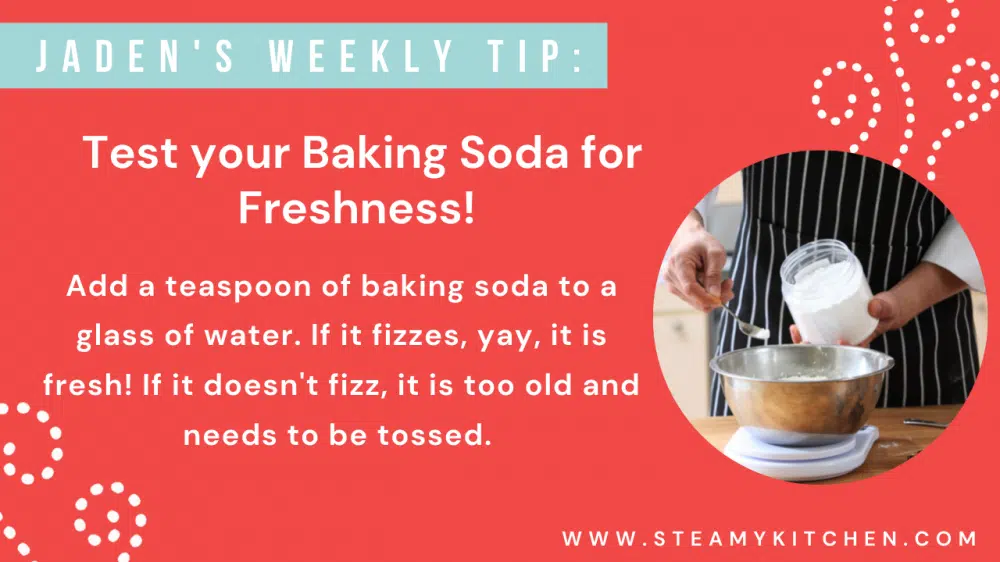 JADEN'S WEEKLY TIP:
Test your Baking Soda for
Freshness!
Add a teaspoon of baking soda to a
glass of water. If it fizzes, yay, it is
fresh! If it doesn't fizz, it is too old and
needs to be tossed.
WWW.STEAMYKITCHEN.COM